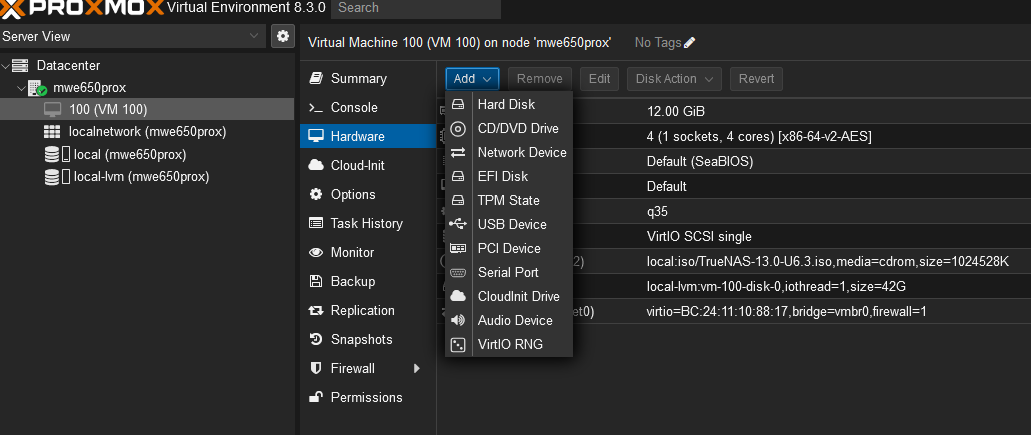 PROXMOX Virtual Environment 8.3.0 Search
Server View
Virtual Machine 100 (VM 100) on node 'mwe650prox' No Tags
Datacenter
mwe650prox
100 (VM 100)
localnetwork (mwe650prox)
local (mwe650prox)
local-lvm (mwe650prox)
Summary
Console
Hardware
Cloud-Init
Options
Task History
Monitor
Backup
Replication
Snapshots
Firewall
Permissions
Add Remove Edit Disk Action Revert
Hard Disk
CD/DVD Drive
Network Device
EFI Disk
TPM State
USB Device
PCI Device
Serial Port
CloudInit Drive
Audio Device
VirtIO RNG
12.00 GiB
4 (1 sockets, 4 cores) [x86-64-v2-AES]
Default (SeaBIOS)
Default
q35
VirtIO SCSI single
2) local:iso/TrueNAS-13.0-U6.3.iso,media=cdrom,size=1024528K
local-lvm:vm-100-disk-0,iothread=1,size=42G
et0) virtio=BC:24:11:10:88:17,bridge=vmbr0,firewall=1